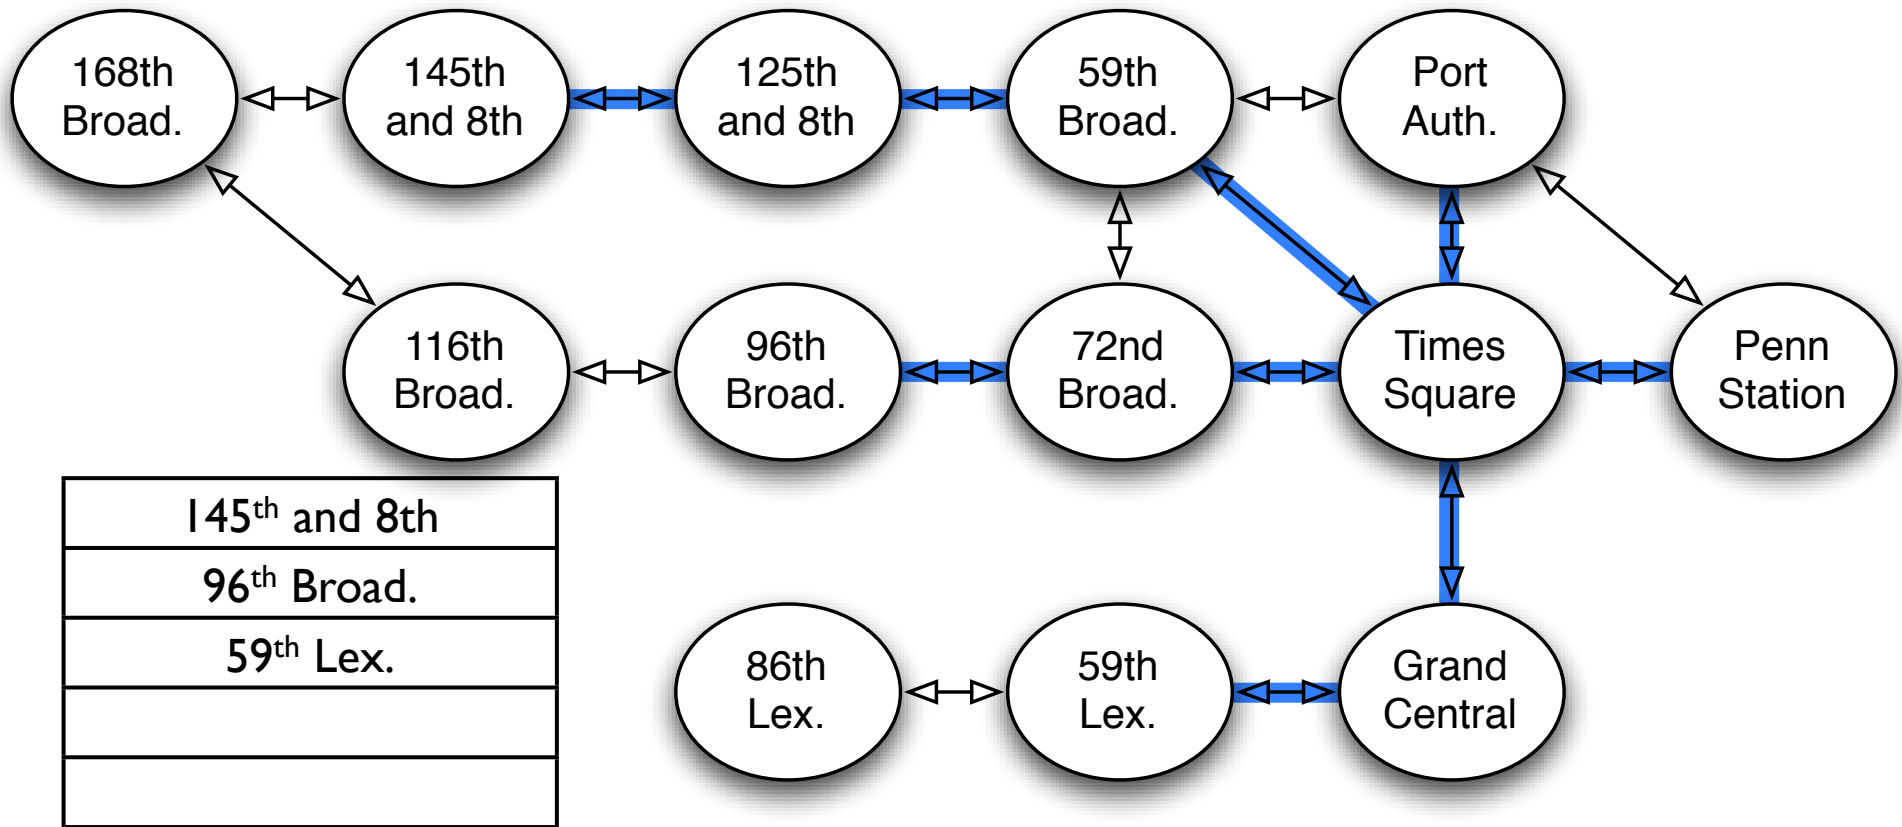 168th
Broad.
145th
and 8th
125th
and 8th
59th
Broad.
Port
Auth.
116th
Broad.
96th
Broad.
72nd
Broad.
Times
Square
Penn
Station
145th and 8th
96th Broad.
59th Lex.
86th
Lex.
59th
Lex.
Grand
Central